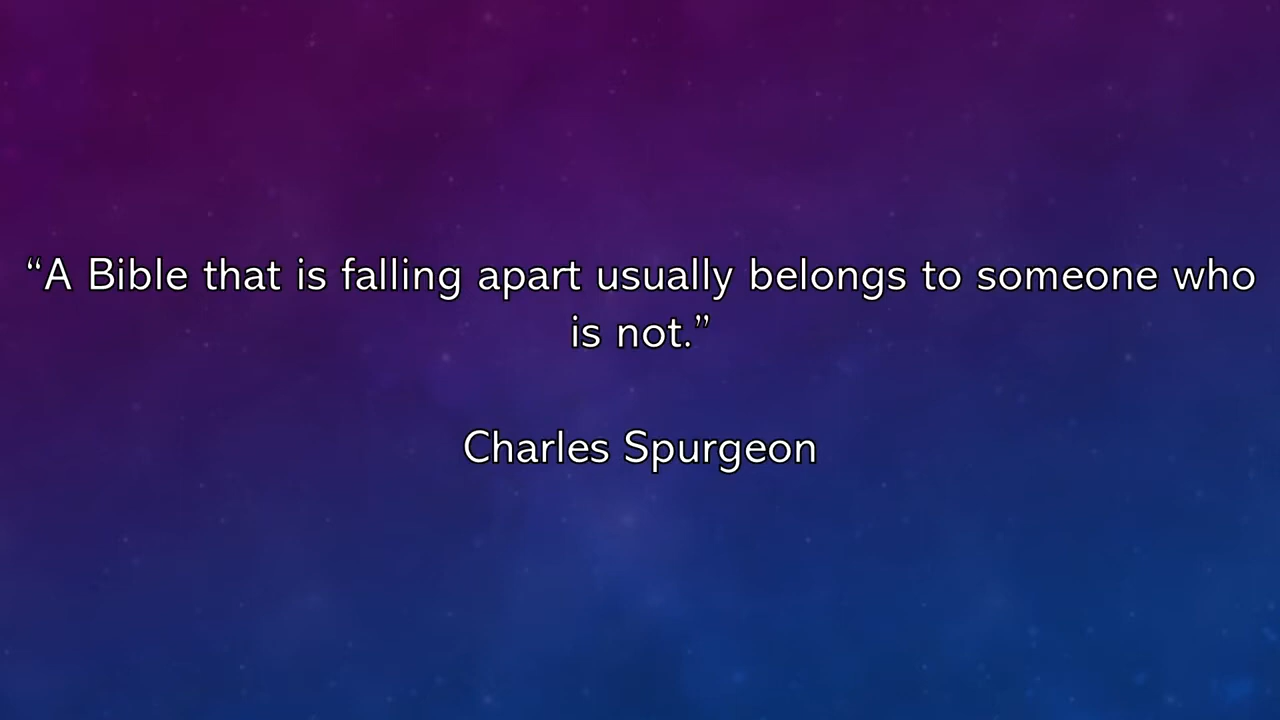 “A Bible that is falling apart usually belongs to someone who
is not.”
Charles Spurgeon